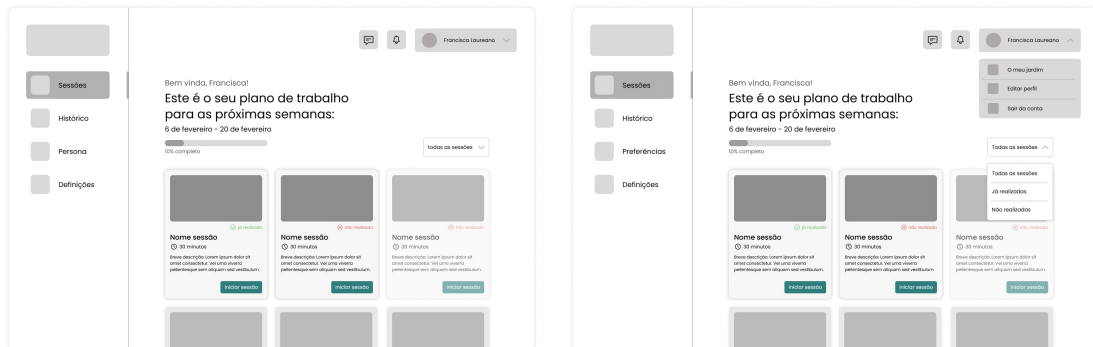 Francisca Laureano
Sessões
Histórico
Persona
Definições
Bem vinda, Francisca!
Este é o seu plano de trabalho
para as próximas semanas:
6 de fevereiro - 20 de fevereiro
10% completo
todas as sessões
já realizado
Nome sessão
30 minutos
Breve descrição: Lorem ipsum dolor sit
amet consectetur. Vel urna viverra
pellentesque sem aliquam sed vestibulum.
Iniciar sessão
não realizado
Nome sessão
30 minutos
Breve descrição: Lorem ipsum dolor sit
amet consectetur. Vel urna viverra
pellentesque sem aliquam sed vestibulum.
Iniciar sessão
não realizado
Nome sessão
30 minutos
Breve descrição: Lorem ipsum dolor sit
amet consectetur. Vel urna viverra
pellentesque sem aliquam sed vestibulum.
Iniciar sessão
Francisca Laureano
O meu jardim
Editar perfil
Sair da conta
Sessões
Histórico
Preferências
Definições
Bem vinda, Francisca!
Este é o seu plano de trabalho
para as próximas semanas:
6 de fevereiro - 20 de fevereiro
10% completo
Todas as sessões
Todas as sessões
Já realizadas
Não realizadas
já realizado
Nome sessão
30 minutos
Breve descrição: Lorem ipsum dolor sit
amet consectetur. Vel urna viverra
pellentesque sem aliquam sed vestibulum.
Iniciar sessão
não realizado
Nome sessão
30 minutos
Breve descrição: Lorem ipsum dolor sit
amet consectetur. Vel urna viverra
pellentesque sem aliquam sed vestibulum.
Iniciar sessão
não realizado
Nome sessão
30 minutos
Breve descrição: Lorem ipsum dolor sit
amet consectetur. Vel urna viverra
pellentesque sem aliquam sed vestibulum.
Iniciar sessão